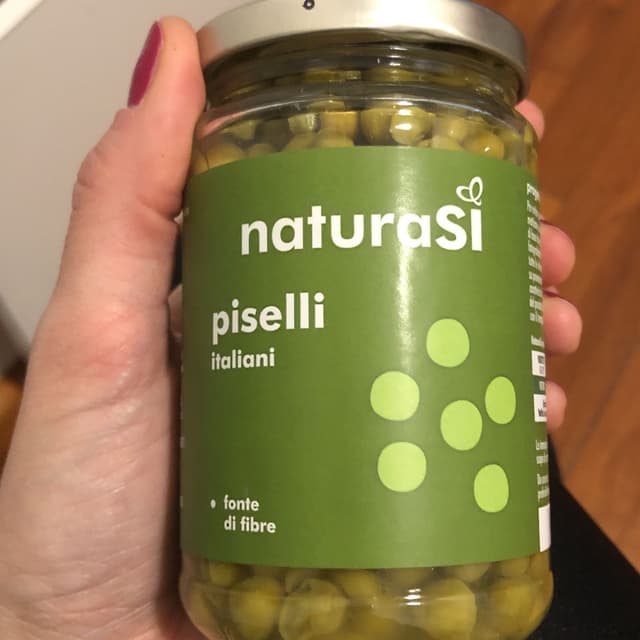 naturasì
piselli
italiani
• fonte
di fibre